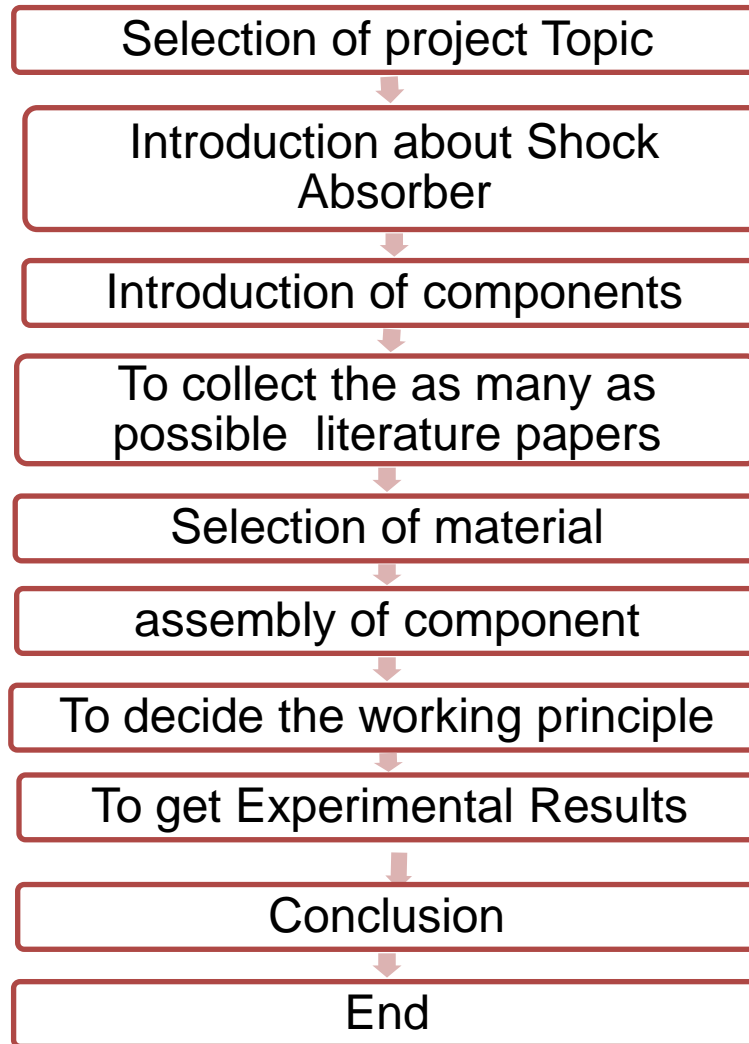 Selection of project Topic
Introduction about Shock
Absorber
Introduction of components
To collect the as many as
possible literature papers
Selection of material
assembly of component
To decide the working principle
To get Experimental Results
Conclusion
End